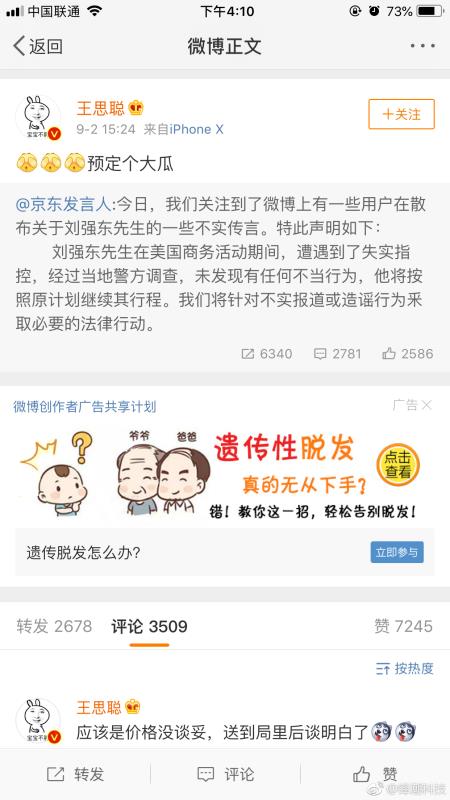 中国联通 下午4:10 73%
返回 微博正文
王思聪
+关注
9-2 15:24 来自iPhone X
宝宝不哭
预定个大瓜
@京东发言人:今日，我们关注到了微博上有一些用户在散
布关于刘强东先生的一些不实传言。特此声明如下：
刘强东先生在美国商务活动期间，遭遇到了失实指
控，经过当地警方调查，未发现有任何不当行为，他将按
照原计划继续其行程。我们将针对不实报道或造谣行为采
取必要的法律行动。
6340 2781 2586
微博创作者广告共享计划 广告
爷爷 爸爸 遗传性脱发 点击
查看
真的无从下手?
错! 教你这一招，轻松告别脱发!
遗传脱发怎么办? 立即参与
转发 2678 评论 3509 赞 7245
按热度
王思聪
应该是价格没谈妥，送到局里后谈明白了
转发 评论 赞